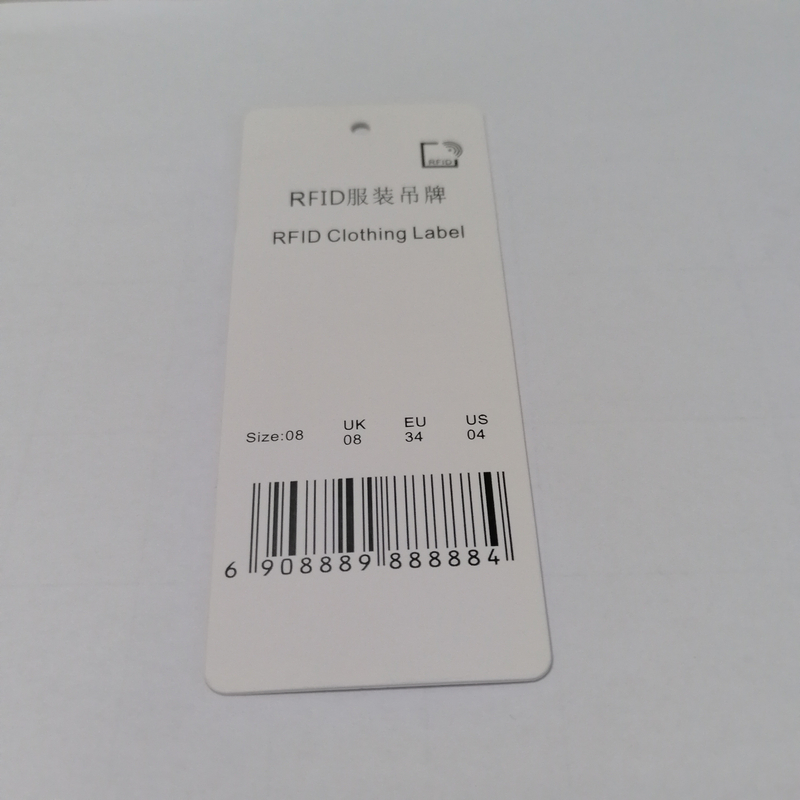 RFID
RFID服装吊牌
RFID Clothing Label
Size:08
UK EU US
08 34 04
6 908889 888884